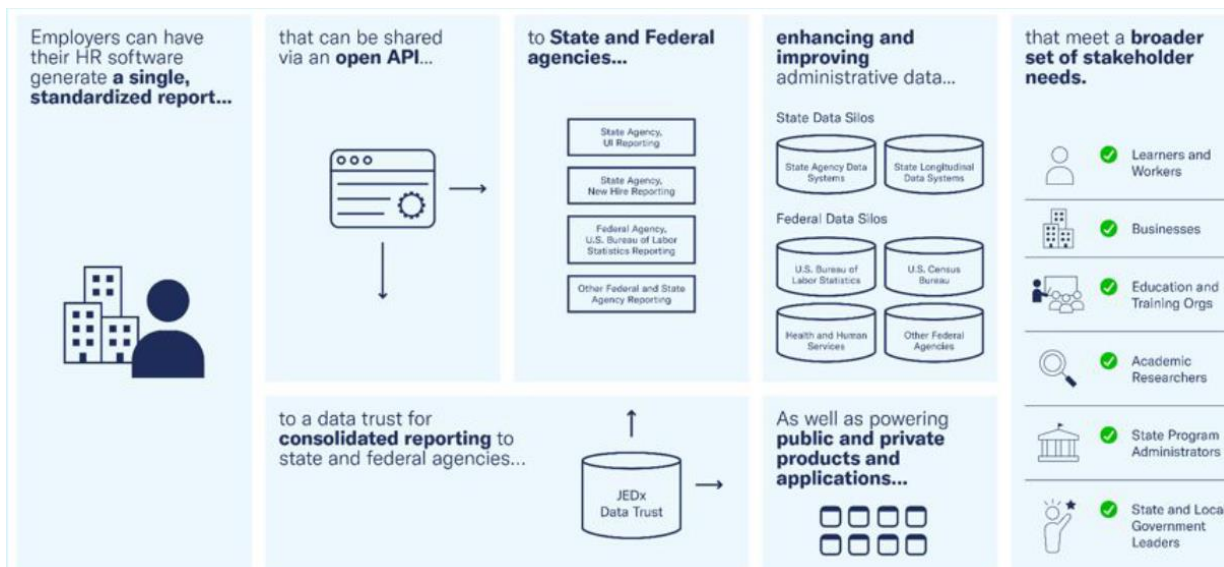 Employers can have
their HR software
generate a single,
standardized report...
that can be shared
via an open API...
to State and Federal
agencies...
State Agency,
UI Reporting
State Agency,
New Hire Reporting
Federal Agency,
U.S. Bureau of Labor
Statistics Reporting
Other Federal and State
Agency Reporting
enhancing and
improving
administrative data...
State Data Silos
State Agency Data
Systems
State Longitudinal
Data Systems
Federal Data Silos
U.S. Bureau of
Labor Statistics
U.S. Census
Bureau
Health and Human
Services
Other Federal
Agencies
that meet a broader
set of stakeholder
needs.
Learners and
Workers
Businesses
Education and
Training Orgs
Academic
Researchers
State Program
Administrators
State and Loca
Government
Leaders
to a data trust for
consolidated reporting to
state and federal agencies...
JEDx
Data Trust
As well as powering
public and private
products and
applications...